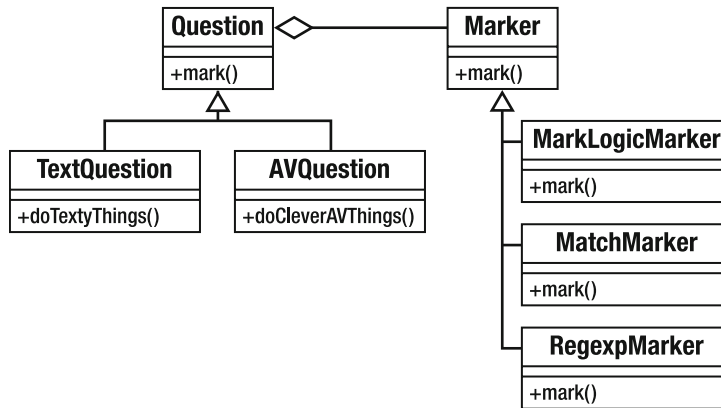 Question
+mark()
Marker
+mark()
TextQuestion
+doTextyThings()
AVQuestion
+doCleverAVThings()
MarkLogicMarker
+mark()
MatchMarker
+mark()
RegexpMarker
+mark()